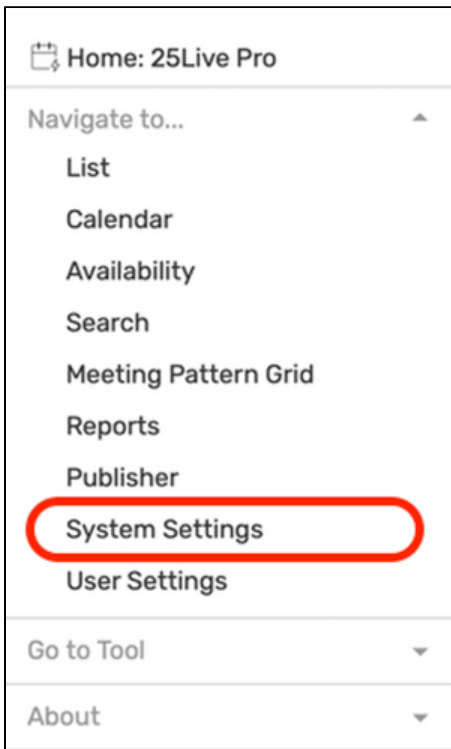 Home: 25Live Pro
Navigate to...
List
Calendar
Availability
Search
Meeting Pattern Grid
Reports
Publisher
System Settings
User Settings
Go to Tool
About